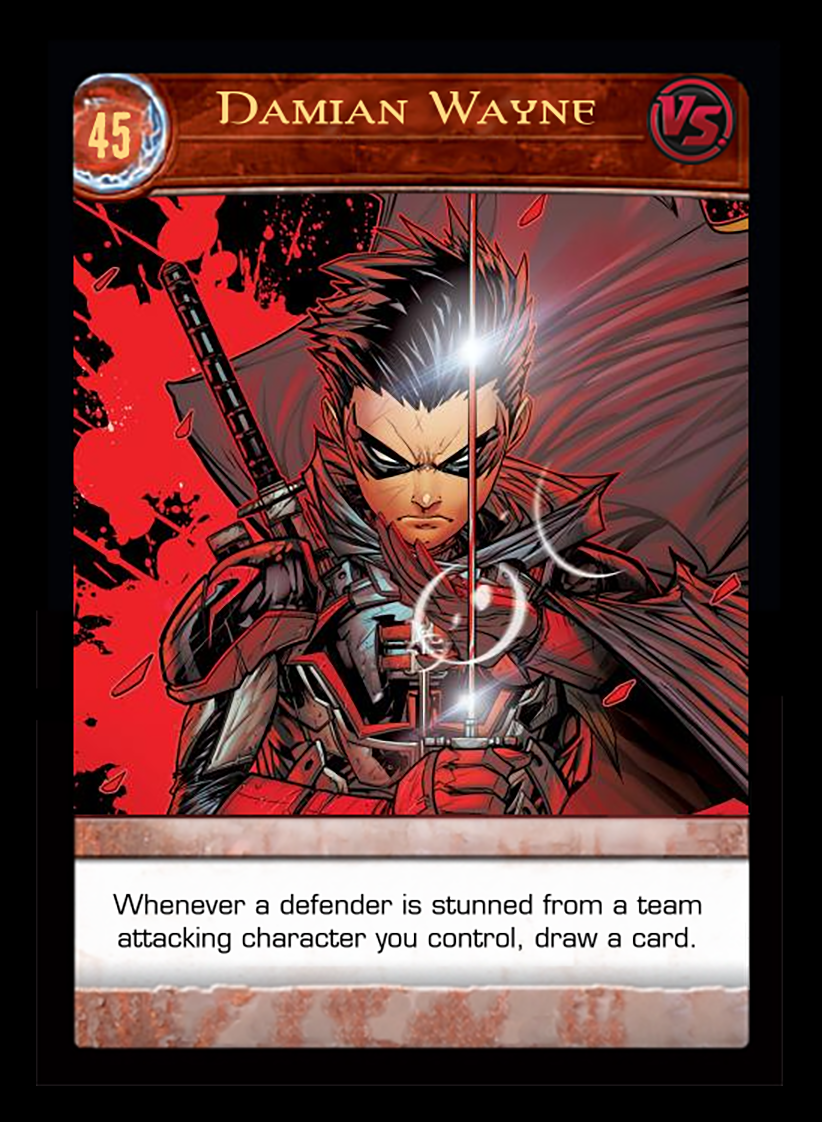 45
Damian Wayne
VS.
Whenever a defender is stunned from a team
attacking character you control, draw a card.